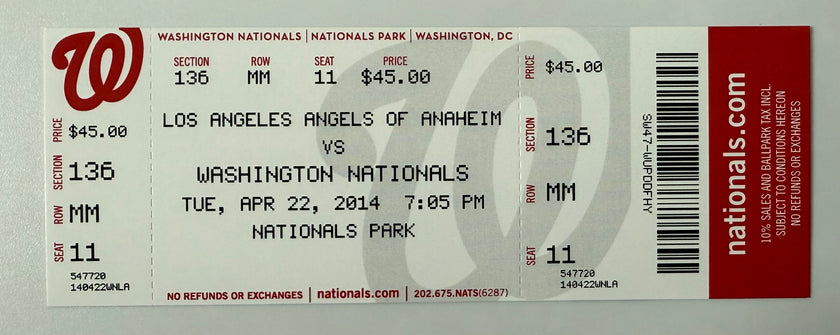 W
PRICE $45.00
SECTION 136
ROW MM
SEAT 11
547720
140422WNLA
WASHINGTON NATIONALS | NATIONALS PARK | WASHINGTON, DC
SECTION ROW SEAT PRICE
136 MM 11 $45.00
LOS ANGELES ANGELS OF ANAHEIM
VS
WASHINGTON NATIONALS
TUE, APR 22, 2014 7:05 PM
NATIONALS PARK
NO REFUNDS OR EXCHANGES | nationals.com | 202.675.NATS(6287)
PRICE $45.00
SECTION 136
ROW MM
SEAT 11
547720
140422WNLA
SW47-WUPDDFHY
nationals.com
10% SALES AND BALLPARK TAX INCL.
SUBJECT TO CONDITIONS HEREON
NO REFUNDS OR EXCHANGES